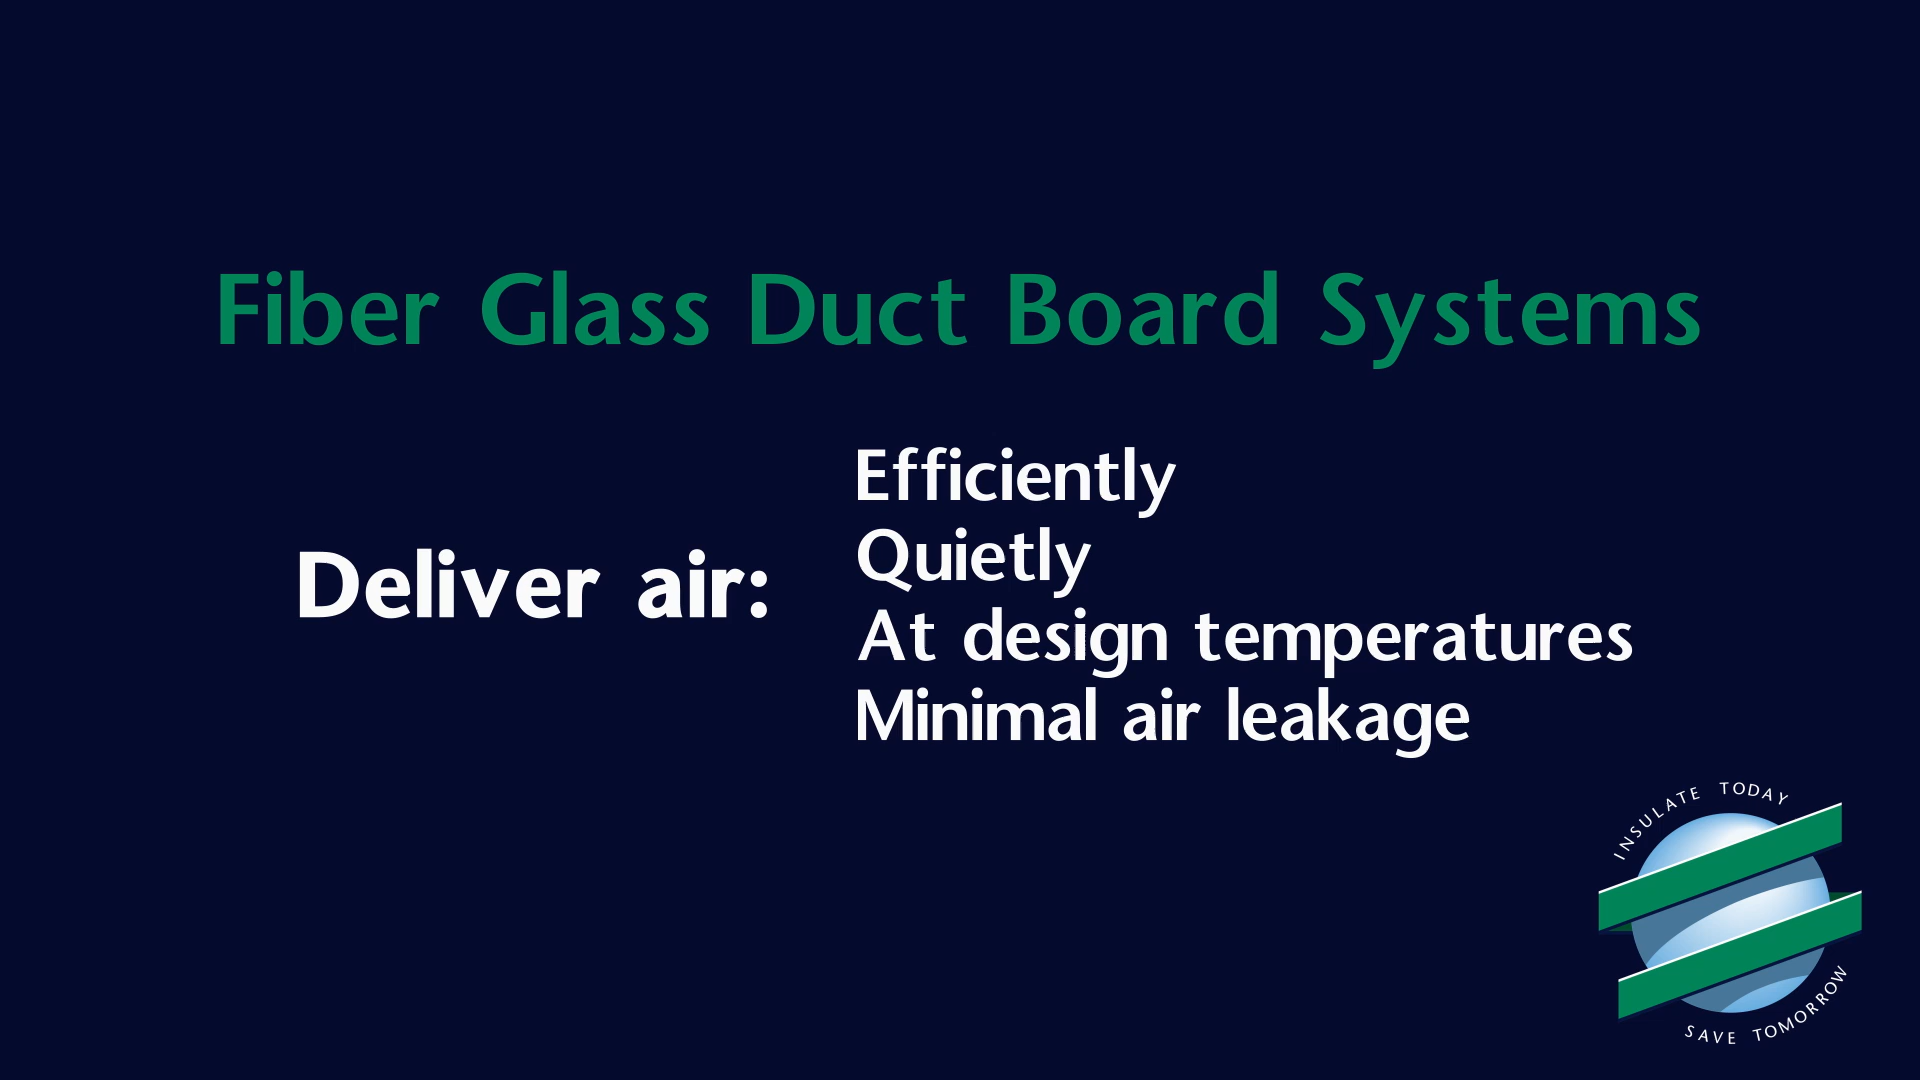 Fiber Glass Duct Board Systems
Deliver air:
Efficiently
Quietly
At design temperatures
Minimal air leakage
INSULATE TODAY
SAVE TOMORROW